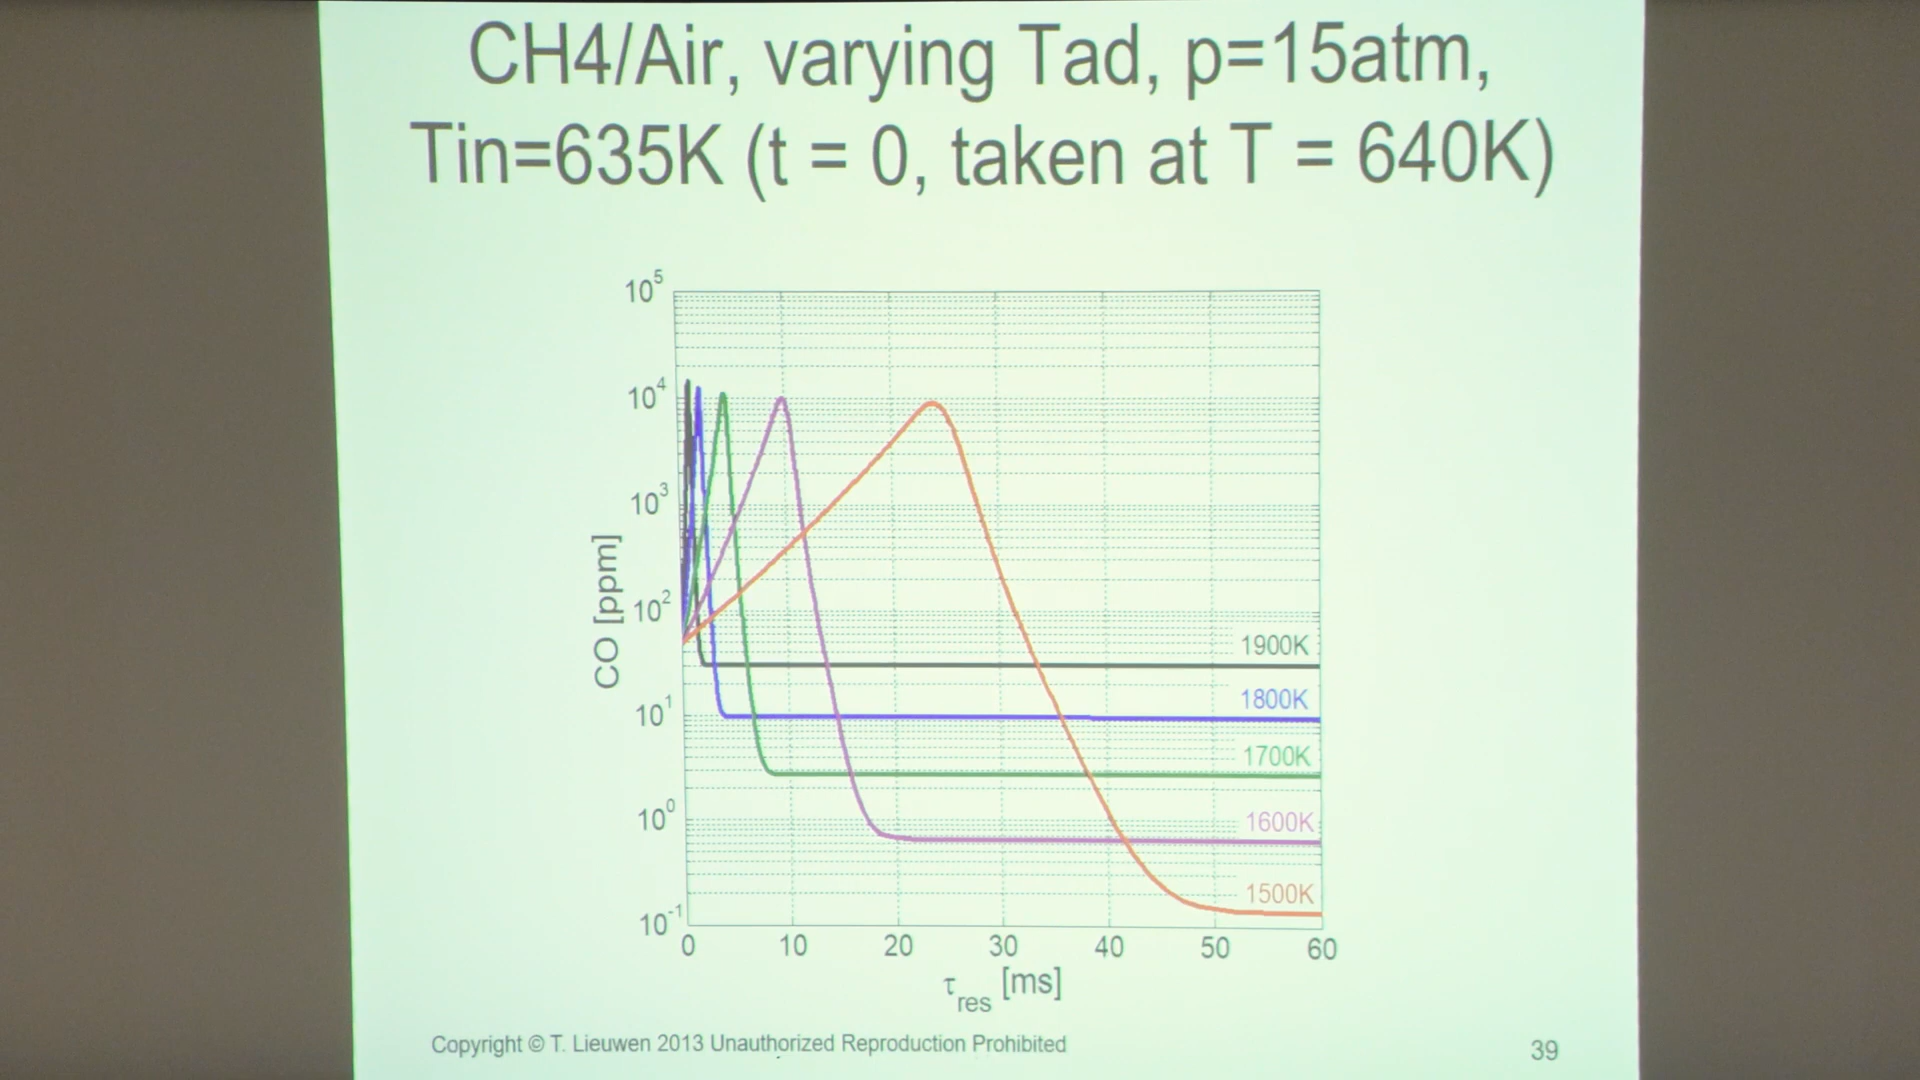 CH4/Air, varying Tad, p=15atm,
Tin=635K (t = 0, taken at T = 640K)
10^5
10^4
10^3
10^2
10^1
10^0
10^-1
CO [ppm]
1900K
1800K
1700K
1600K
1500K
0 10 20 30 40 50 60
τ_res [ms]
Copyright © T. Lieuwen 2013 Unauthorized Reproduction Prohibited
39